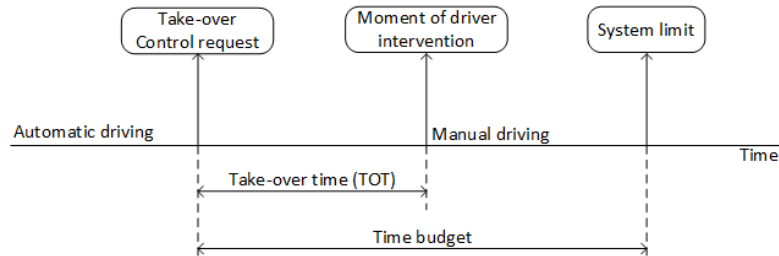 Take-over
Control request
Moment of driver
intervention
System limit
Automatic driving
Manual driving
Time
Take-over time (TOT)
Time budget